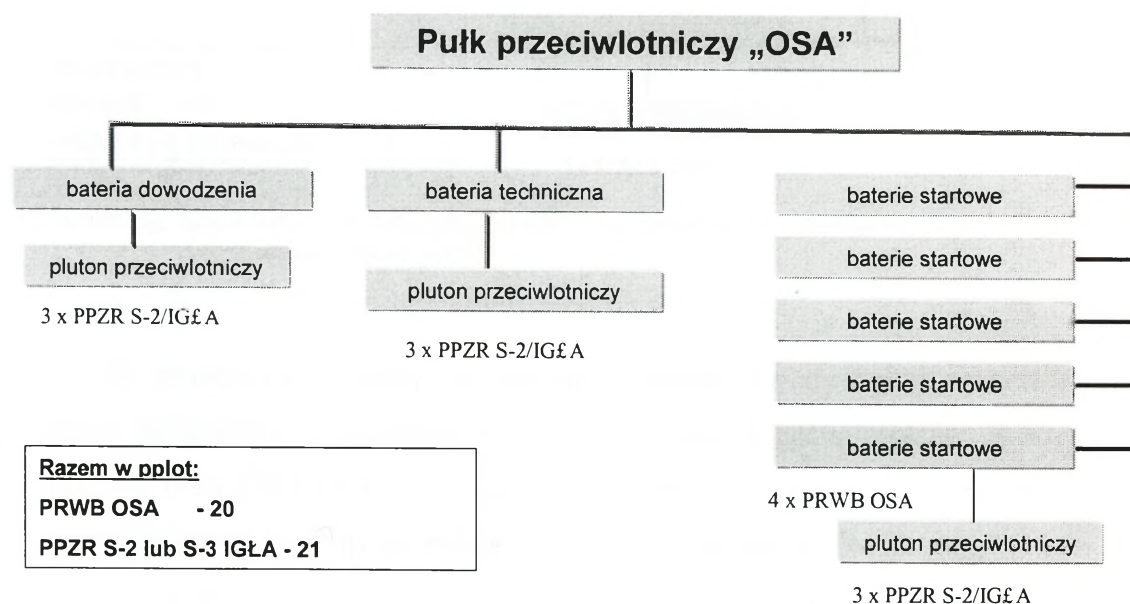 Pułk przeciwlotniczy „OSA”
bateria dowodzenia
pluton przeciwlotniczy
3 x PPZR S-2/IG£A
bateria techniczna
pluton przeciwlotniczy
3 x PPZR S-2/IG£A
baterie startowe
baterie startowe
baterie startowe
baterie startowe
baterie startowe
4 x PRWB OSA
pluton przeciwlotniczy
3 x PPZR S-2/IG£A
Razem w pplot:
PRWB OSA - 20
PPZR S-2 lub S-3 IGŁA - 21